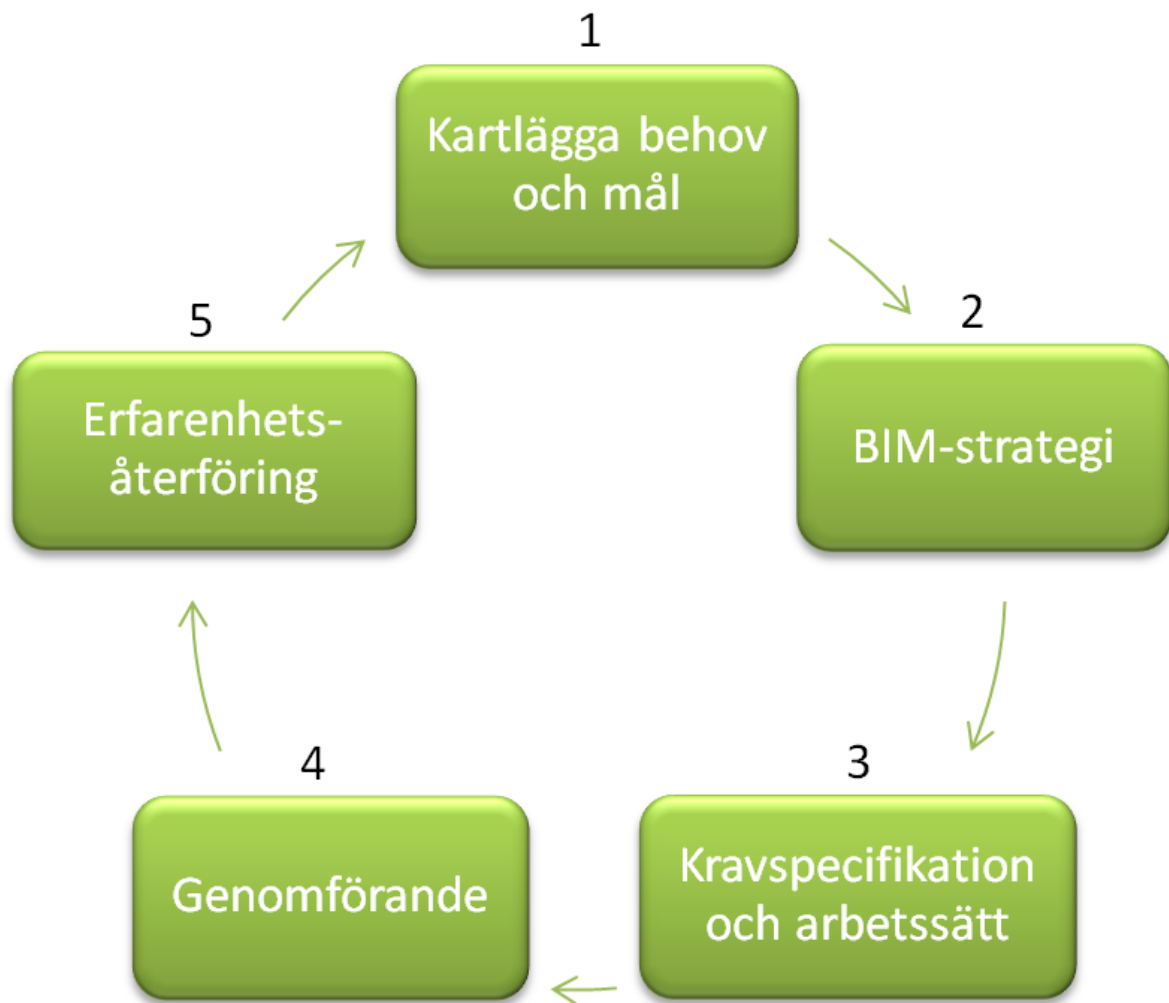 1
Kartlägga behov
och mål
2
BIM-strategi
3
Kravspecifikation
och arbetssätt
4
Genomförande
5
Erfarenhets-
återföring